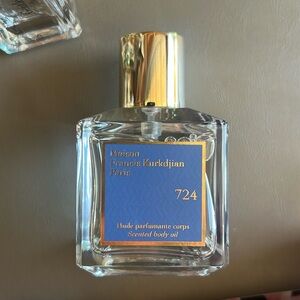 Maison
Francis Kurkdjian
Paris
724
Huile parfumante corps
Scented body oil